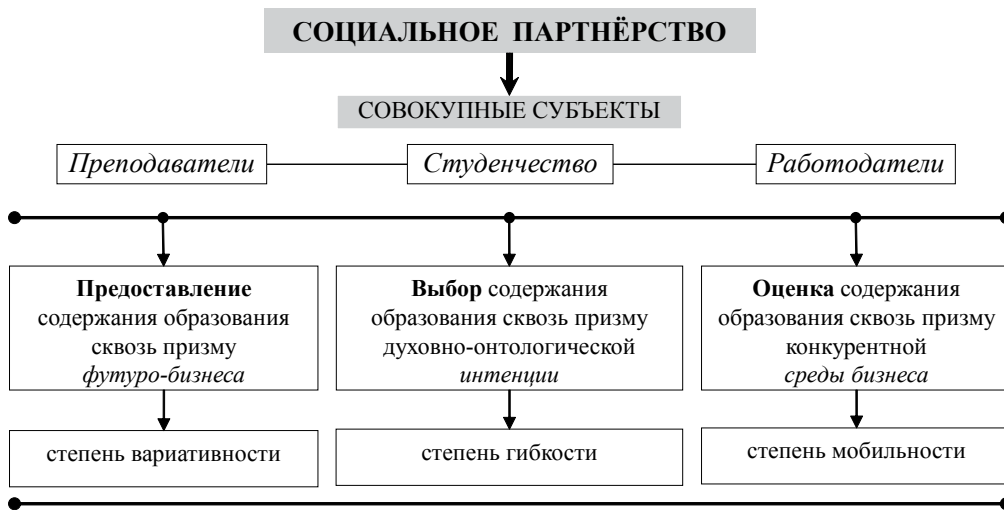 СОЦИАЛЬНОЕ ПАРТНЁРСТВО
СОВОКУПНЫЕ СУБЪЕКТЫ
Преподаватели
Студенчество
Работодатели
Предоставление
содержания образования
сквозь призму
футуро-бизнеса
Выбор содержания
образования сквозь призму
духовно-онтологической
интенции
Оценка содержания
образования сквозь призму
конкурентной
среды бизнеса
степень вариативности
степень гибкости
степень мобильности